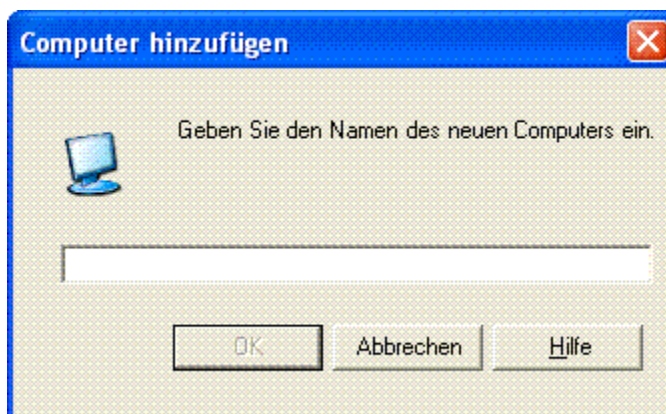 Computer hinzufügen
Geben Sie den Namen des neuen Computers ein.
OK Abbrechen Hilfe